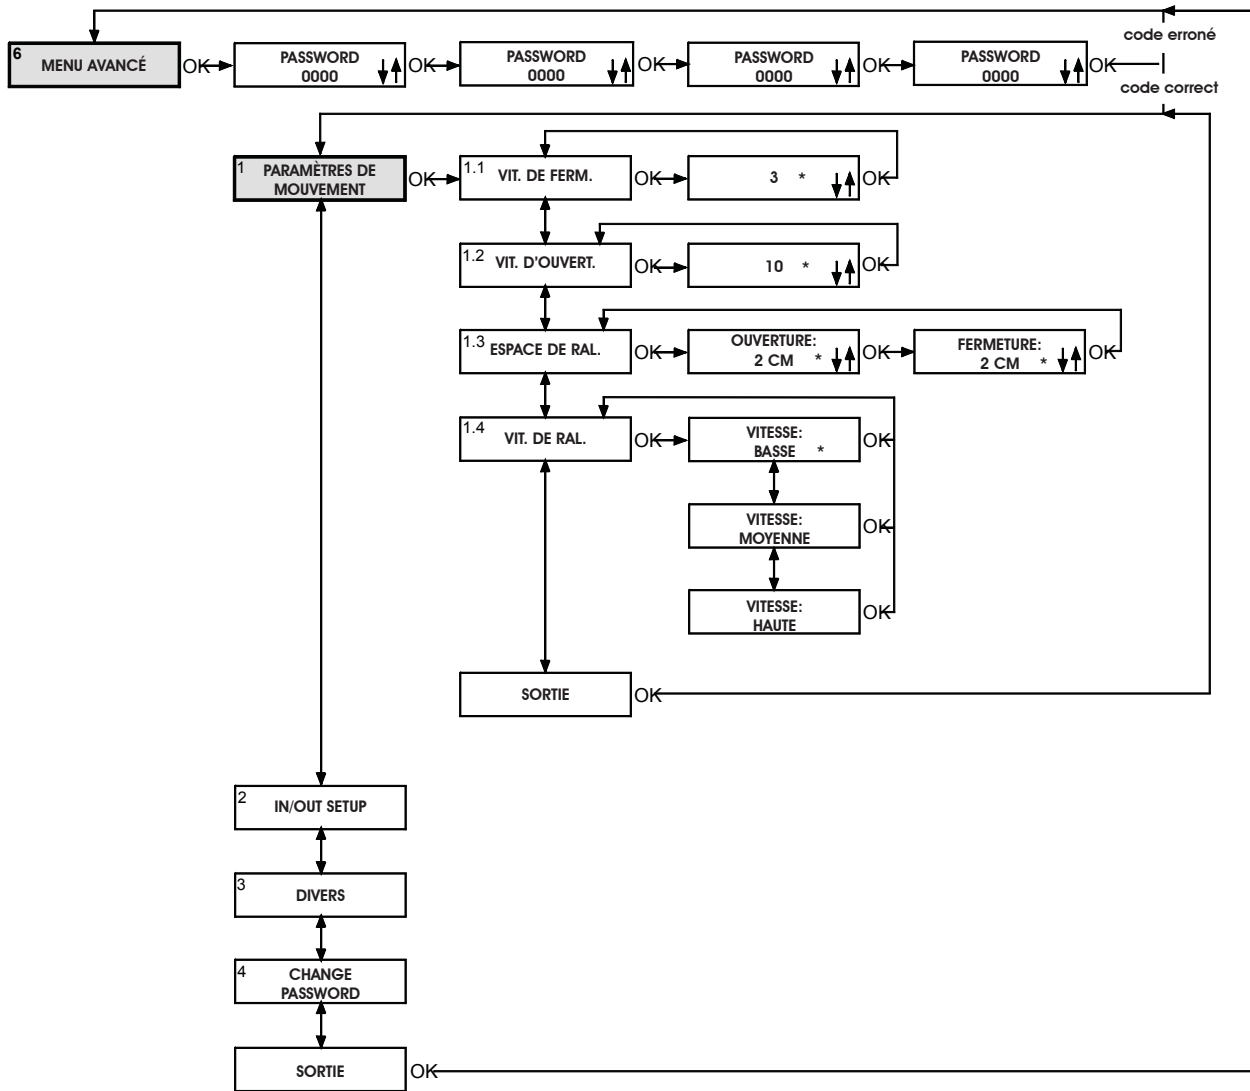 code erroné
6
MENU AVANCÉ
OK
PASSWORD
0000
OK
PASSWORD
0000
OK
PASSWORD
0000
OK
PASSWORD
0000
OK
code correct
1
PARAMÈTRES DE
MOUVEMENT
OK
1.1
VIT. DE FERM.
OK
3 *
OK
1.2
VIT. D'OUVERT.
OK
10 *
OK
1.3
ESPACE DE RAL.
OK
OUVERTURE:
2 CM *
OK
FERMETURE:
2 CM *
OK
1.4
VIT. DE RAL.
OK
VITESSE:
BASSE *
OK
VITESSE:
MOYENNE
OK
VITESSE:
HAUTE
OK
SORTIE
OK
2
IN/OUT SETUP
3
DIVERS
4
CHANGE
PASSWORD
SORTIE
OK